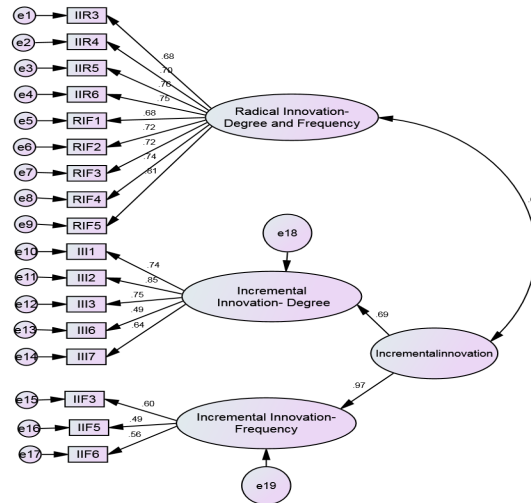 e1 IIR3
e2 IIR4
e3 IIR5
e4 IIR6
e5 RIF1
e6 RIF2
e7 RIF3
e8 RIF4
e9 RIF5
.68
.70
.76
.75
.68
.72
.72
.74
.81
Radical Innovation-
Degree and Frequency
e18
e10 III1
e11 III2
e12 III3
e13 III6
e14 III7
.74
.85
.75
.49
.64
Incremental
Innovation- Degree
.69
Incrementalinnovation
.97
e15 IIF3
e16 IIF5
e17 IIF6
.60
.49
.56
Incremental Innovation-
Frequency
e19